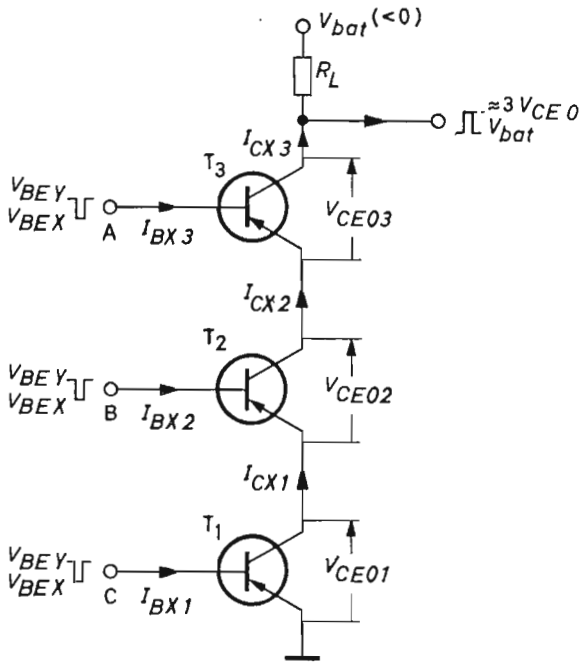 V_bat (<0)
R_L
≈3 V_CE0
V_bat
I_CX3
T_3
V_BEY
V_BEX
A
I_BX3
V_CE03
I_CX2
T_2
V_BEY
V_BEX
B
I_BX2
V_CE02
I_CX1
T_1
V_BEY
V_BEX
C
I_BX1
V_CE01